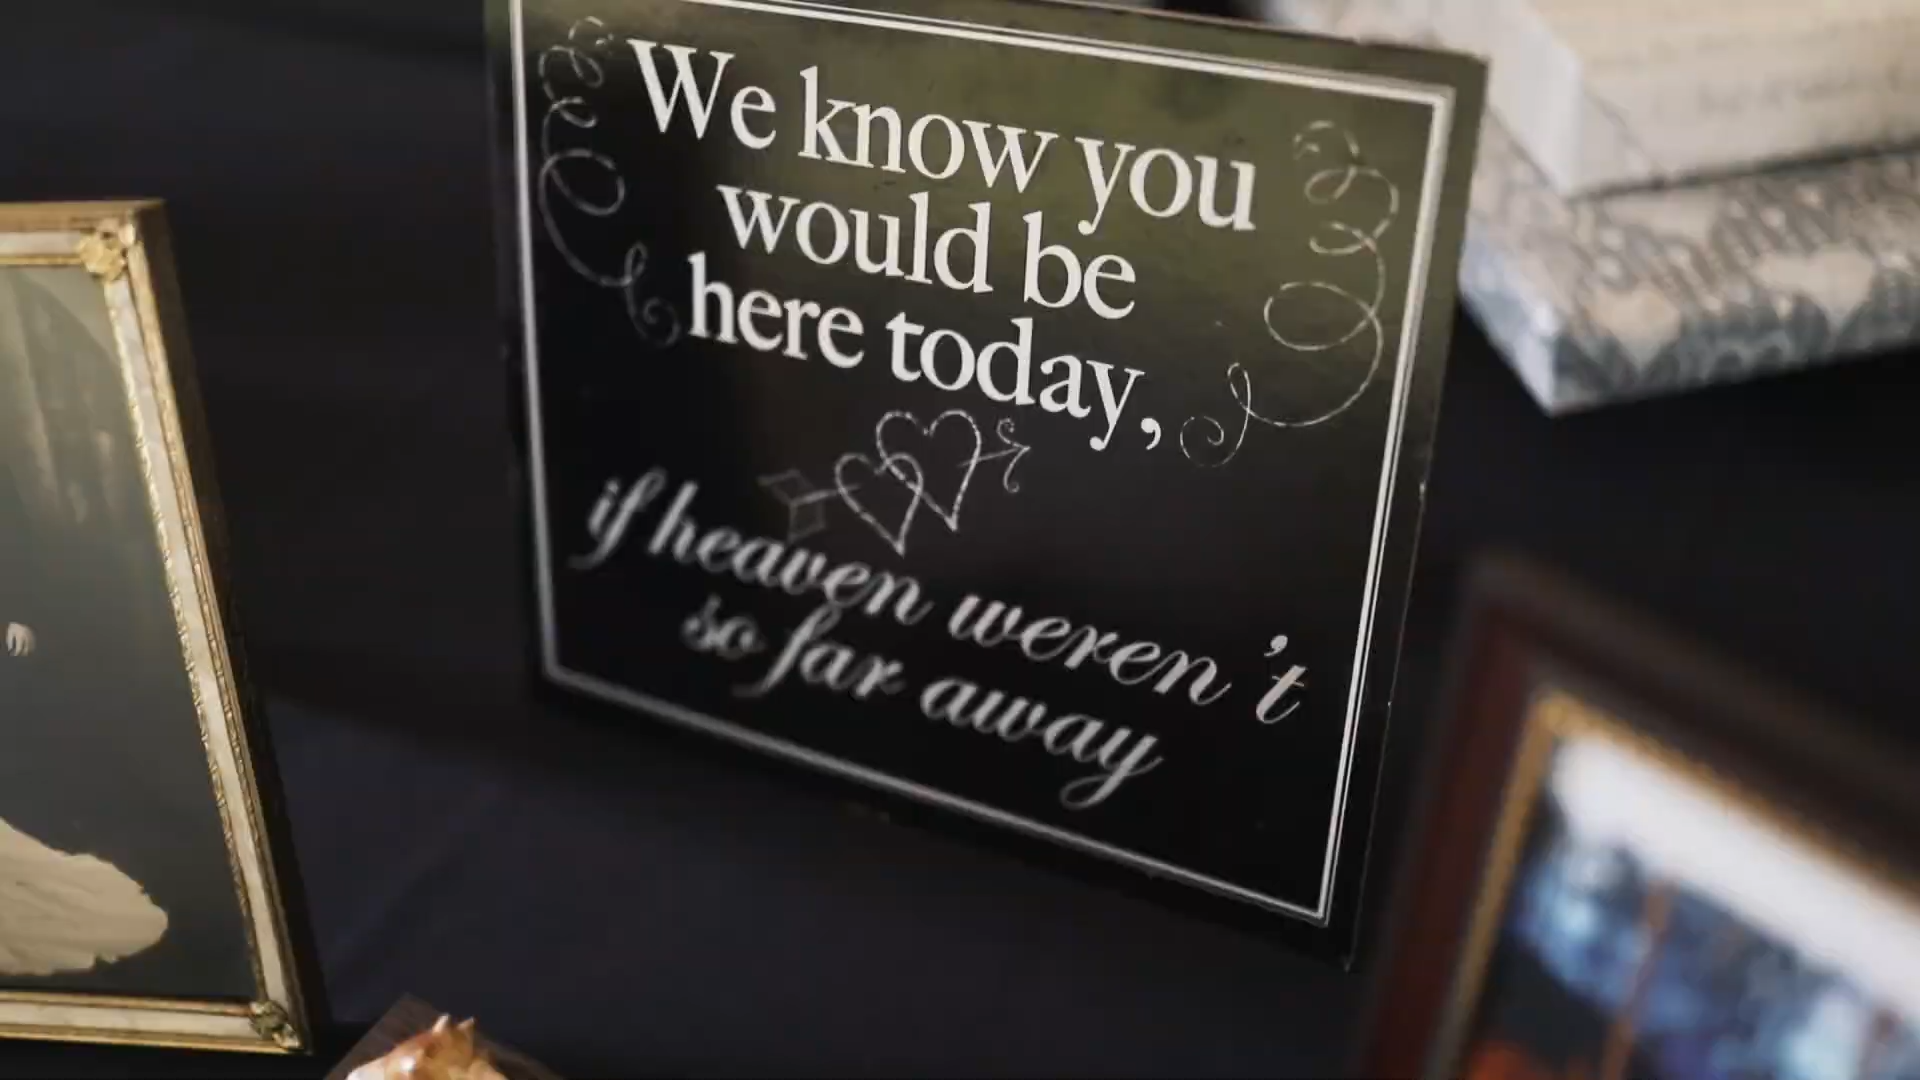 We know you
would be
here today,
if heaven weren't
so far away